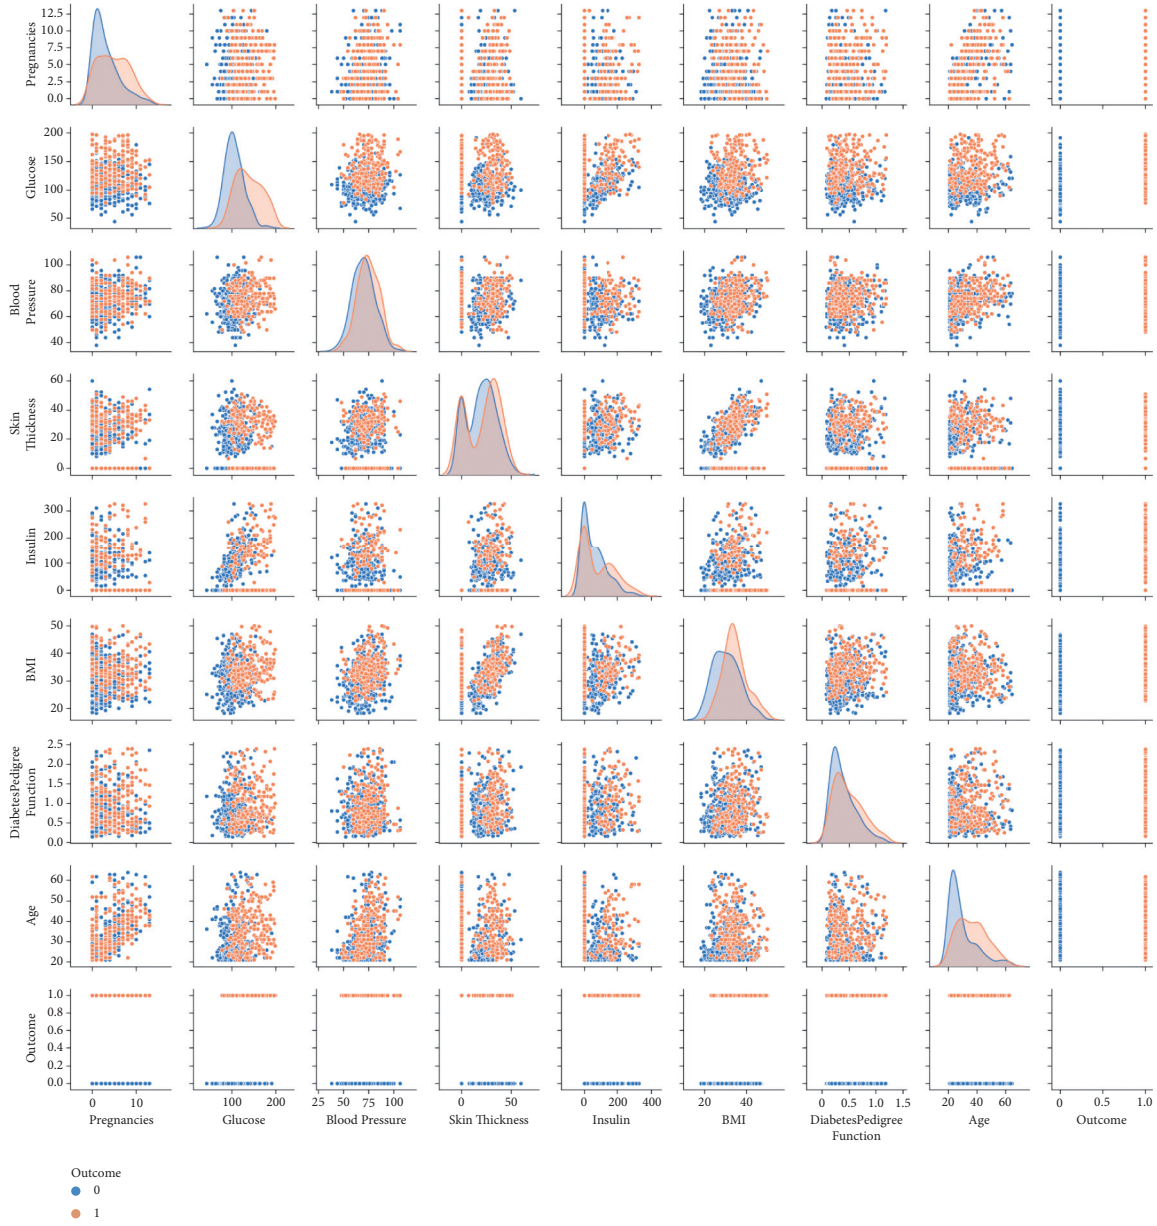 12.5
10.0
7.5
5.0
2.5
0.0
Pregnancies
200
150
100
50
Glucose
100
80
60
40
Blood
Pressure
60
40
20
0
Skin
Thickness
300
200
100
0
Insulin
50
40
30
20
BMI
2.5
2.0
1.5
1.0
0.5
0.0
DiabetesPedigree
Function
60
50
40
30
20
Age
1.0
0.8
0.6
0.4
0.2
0.0
Outcome
0 10
Pregnancies
100 200
Glucose
25 50 75 100
Blood Pressure
0 50
Skin Thickness
0 200 400
Insulin
20 40
BMI
0 0.5 1.0 1.5
DiabetesPedigree
Function
20 40 60
Age
0 0.5 1.0
Outcome
Outcome
0
1